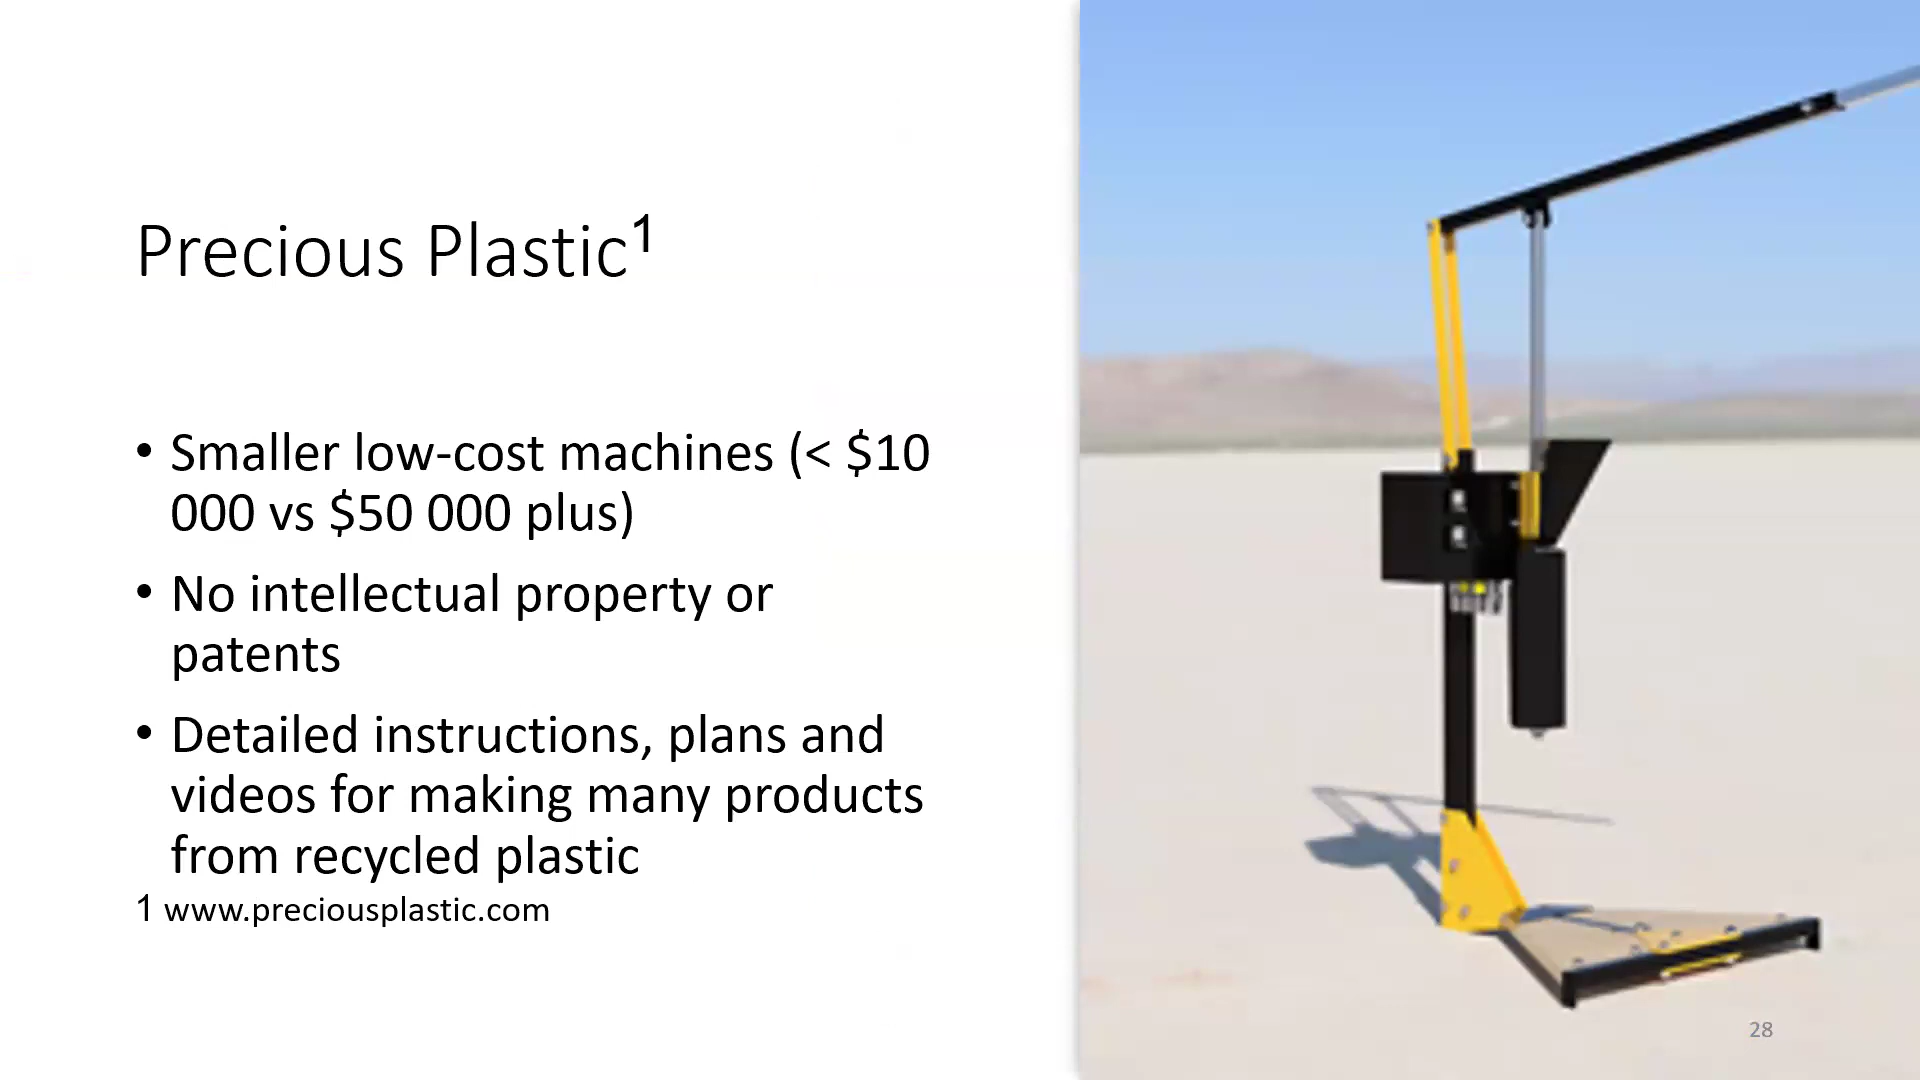 Precious Plastic¹
• Smaller low-cost machines (< $10
000 vs $50 000 plus)
• No intellectual property or
patents
• Detailed instructions, plans and
videos for making many products
from recycled plastic
1 www.preciousplastic.com
28